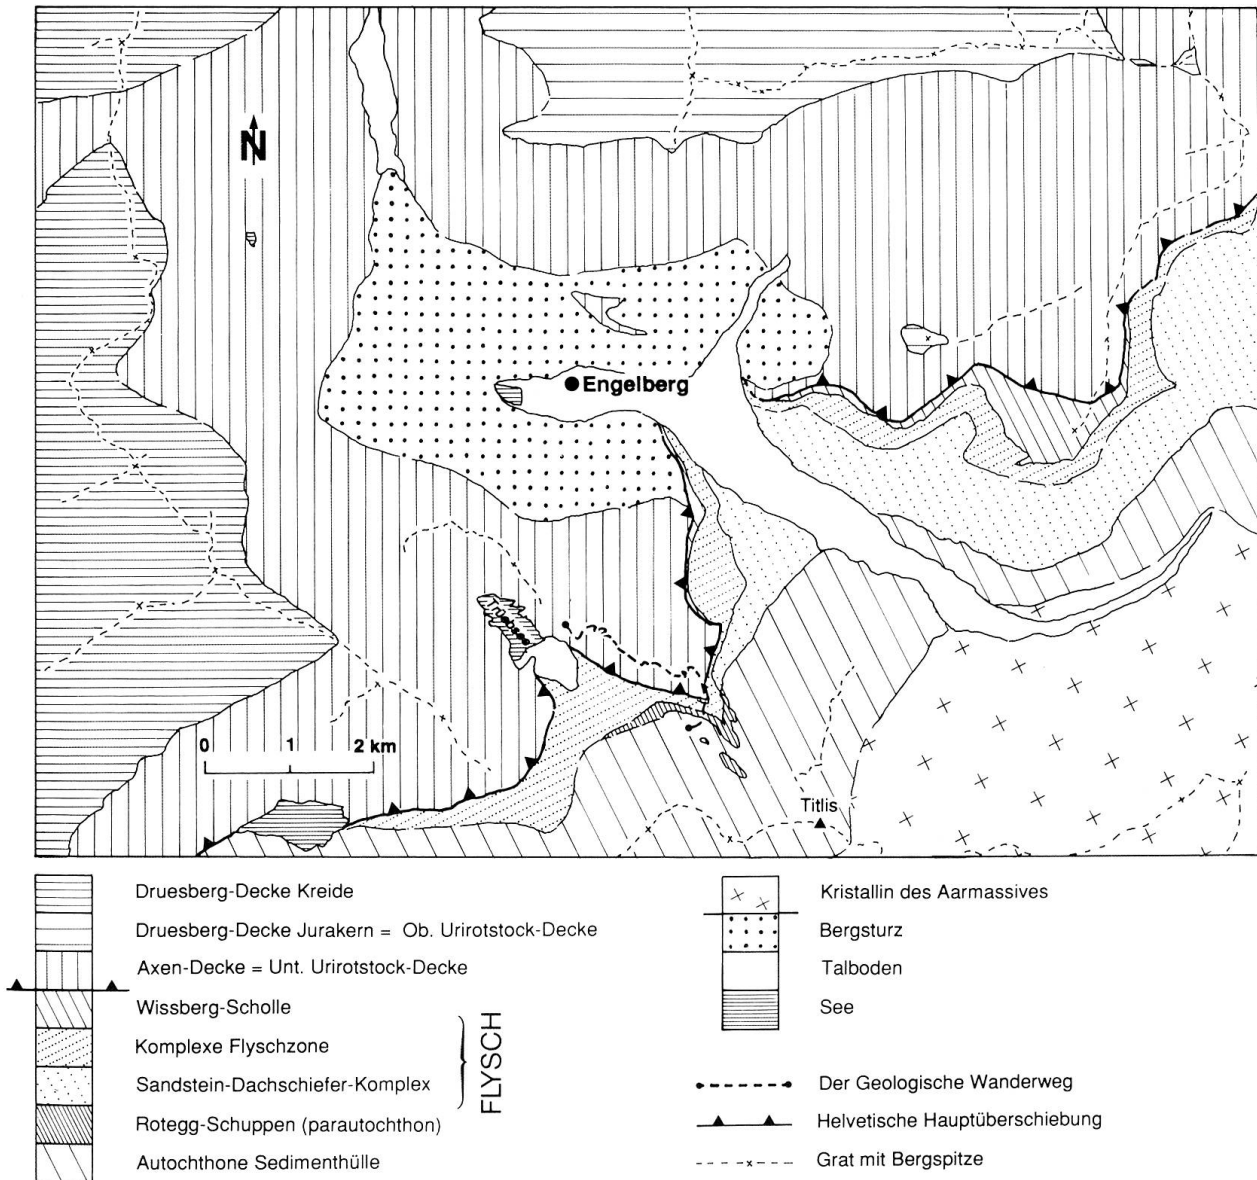 N
Engelberg
0 1 2 km
Titlis
Druesberg-Decke Kreide
Druesberg-Decke Jurakern = Ob. Urirotstock-Decke
Axen-Decke = Unt. Urirotstock-Decke
Wissberg-Scholle
Komplexe Flyschzone
Sandstein-Dachschiefer-Komplex
FLYSCH
Rotegg-Schuppen (parautochthon)
Autochthone Sedimenthülle
Kristallin des Aarmassives
Bergsturz
Talboden
See
Der Geologische Wanderweg
Helvetische Hauptüberschiebung
Grat mit Bergspitze